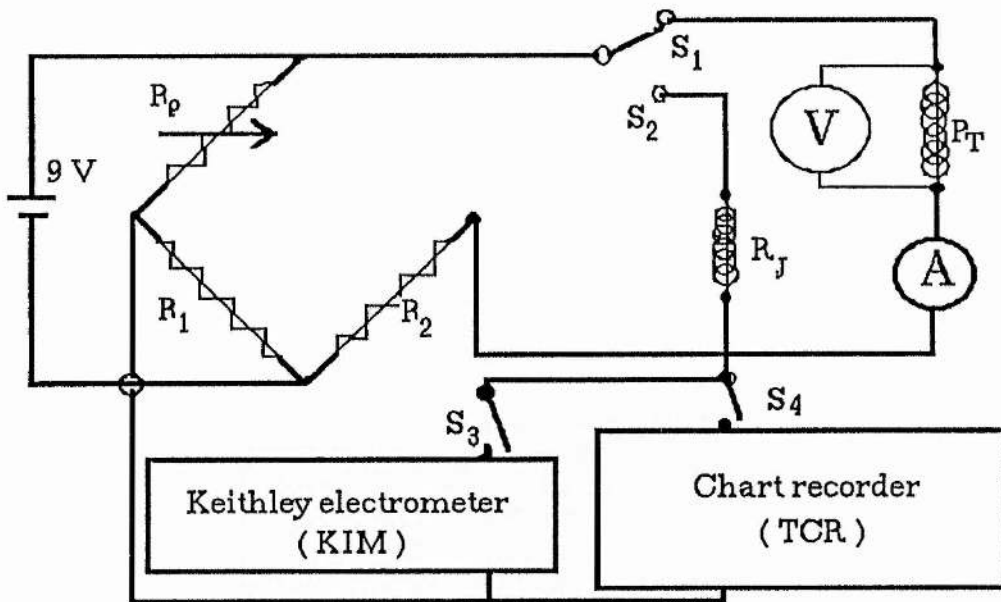 S1
S2
Rρ
V
PT
9 V
RJ
A
R1
R2
S3
S4
Keithley electrometer
( KIM )
Chart recorder
( TCR )